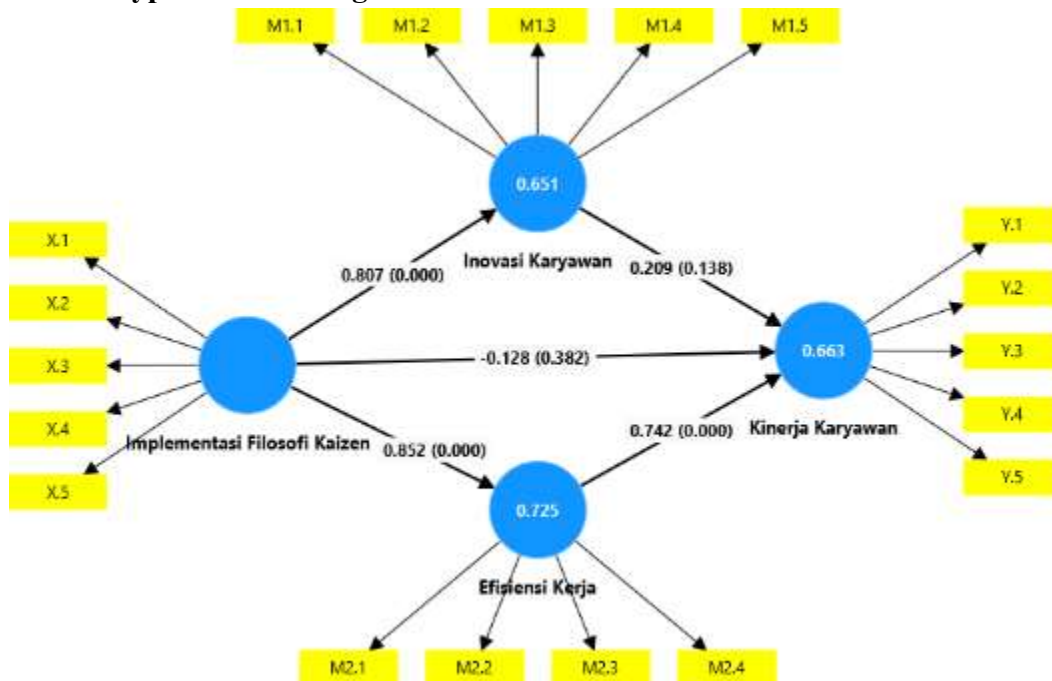 M1.1 M1.2 M1.3 M1.4 M1.5
0.651
Inovasi Karyawan
X.1
X.2
X.3
X.4
X.5
Implementasi Filosofi Kaizen
0.807 (0.000)
0.209 (0.138)
-0.128 (0.382)
0.852 (0.000)
0.742 (0.000)
0.663
Kinerja Karyawan
Y.1
Y.2
Y.3
Y.4
Y.5
0.725
Efisiensi Kerja
M2.1 M2.2 M2.3 M2.4